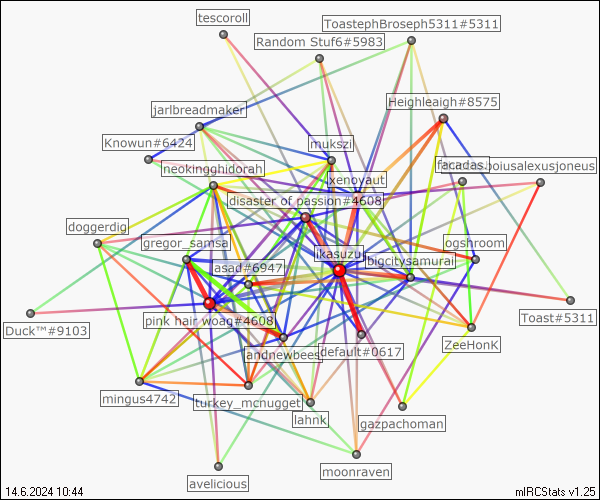 tescoroll
ToastephBroseph5311#5311
Random Stuf6#5983
Heighleaigh#8575
jarlbreadmaker
Knowun#6424
mukszi
neokingghidorah
xenoyaut
facadas.
oiusalexusjoneus
disaster of passion#4608
doggerdig
gregor_samsa
ikasuzu
ogshroom
asad#6947
bigcitysamurai
Duck™#9103
pink hair woag#4608
Toast#5311
andnewbees
default#0617
ZeeHonK
mingus4742
turkey_mcnugget
lahnk
gazpachoman
moonraven
avelicious
14.6.2024 10:44
mIRCStats v1.25